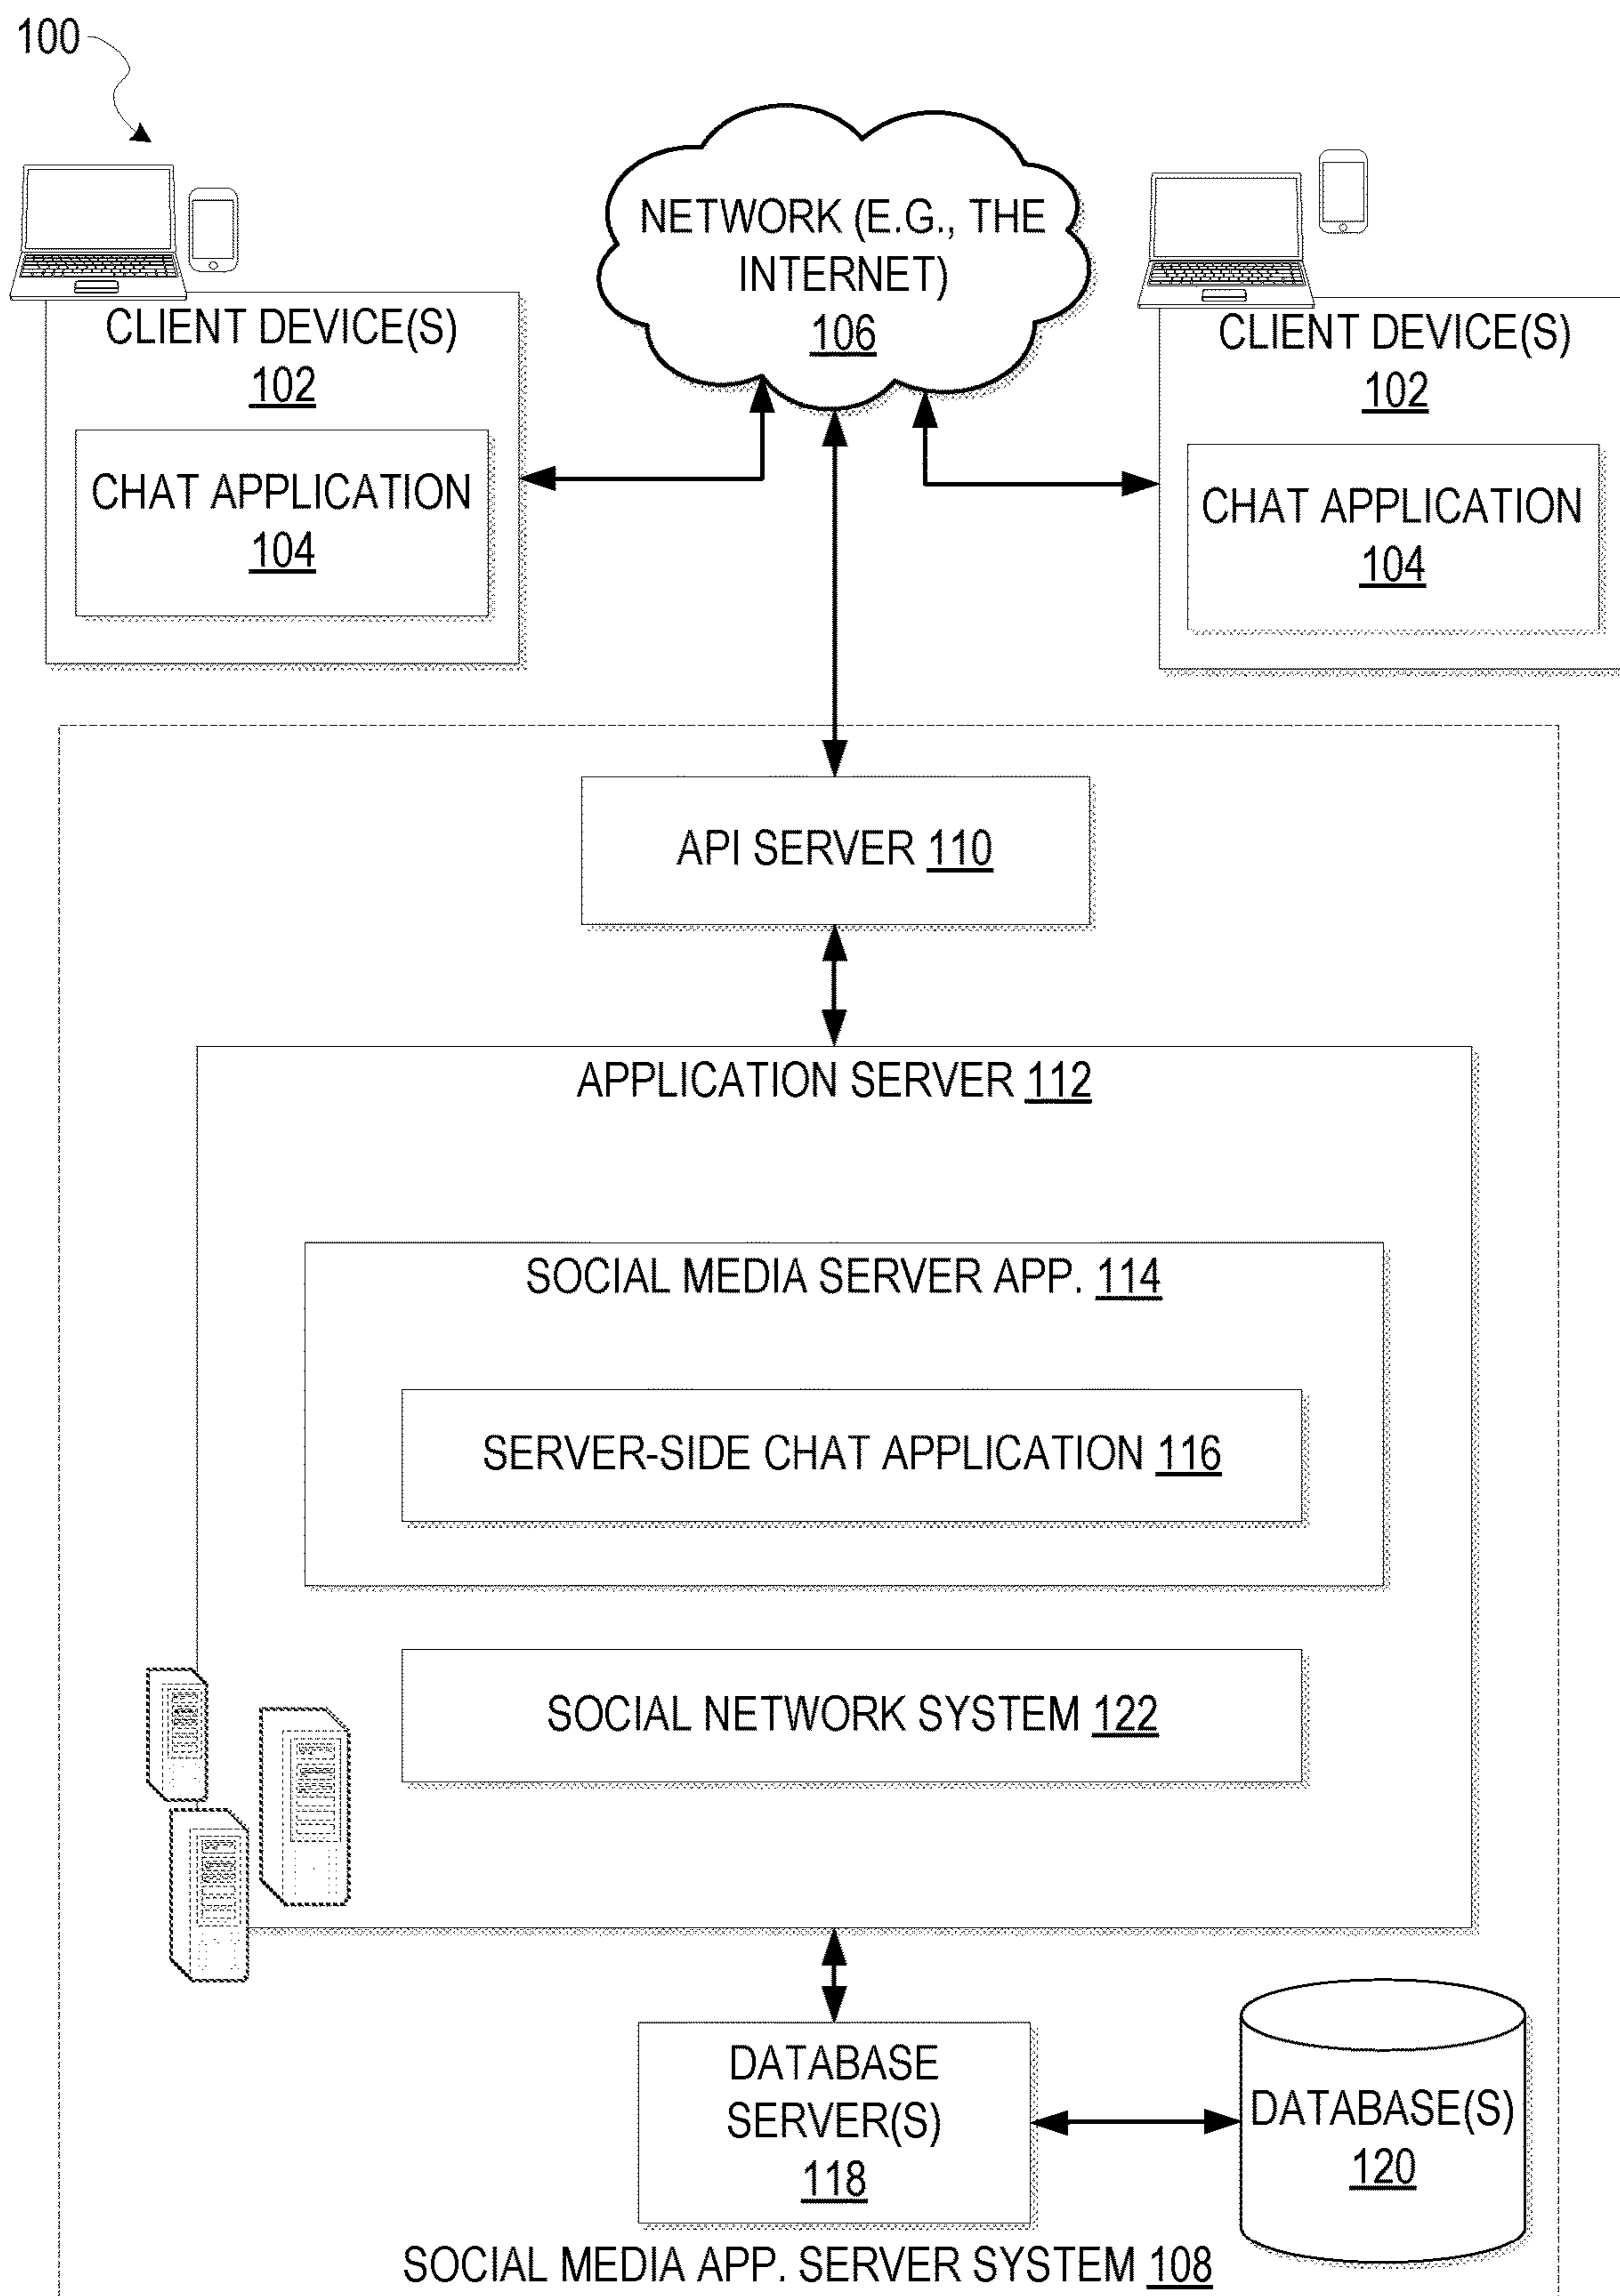 100
NETWORK (E.G., THE
INTERNET)
106
CLIENT DEVICE(S)
102
CHAT APPLICATION
104
CLIENT DEVICE(S)
102
CHAT APPLICATION
104
API SERVER 110
APPLICATION SERVER 112
SOCIAL MEDIA SERVER APP. 114
SERVER-SIDE CHAT APPLICATION 116
SOCIAL NETWORK SYSTEM 122
DATABASE
SERVER(S)
118
DATABASE(S)
120
SOCIAL MEDIA APP. SERVER SYSTEM 108